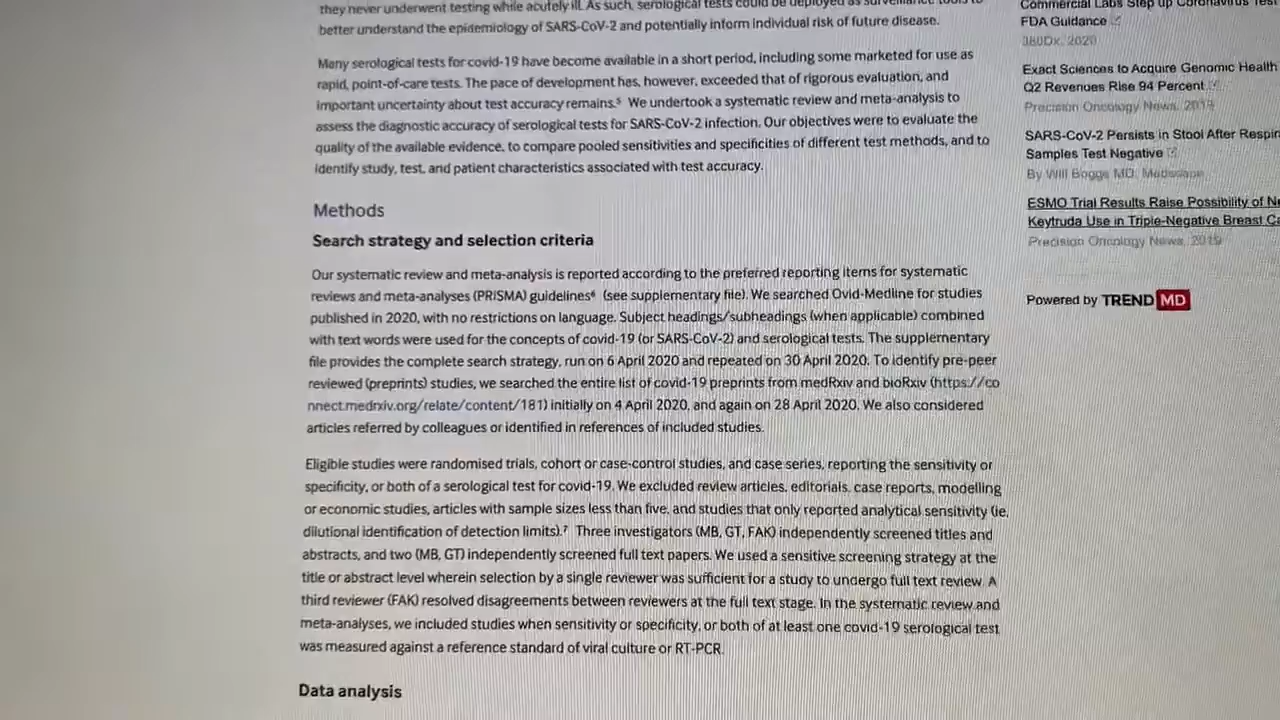 they never underwent testing while acutely ill. As such, serological tests could be deployed as surveillance tools to
better understand the epidemiology of SARS-CoV-2 and potentially inform individual risk of future disease.
Many serological tests for covid-19 have become available in a short period, including some marketed for use as
rapid, point-of-care tests. The pace of development has, however, exceeded that of rigorous evaluation, and
important uncertainty about test accuracy remains.5 We undertook a systematic review and meta-analysis to
assess the diagnostic accuracy of serological tests for SARS-CoV-2 infection. Our objectives were to evaluate the
quality of the available evidence, to compare pooled sensitivities and specificities of different test methods, and to
identify study, test, and patient characteristics associated with test accuracy.
Methods
Search strategy and selection criteria
Our systematic review and meta-analysis is reported according to the preferred reporting items for systematic
reviews and meta-analyses (PRISMA) guidelines6 (see supplementary file). We searched Ovid-Medline for studies
published in 2020, with no restrictions on language. Subject headings/subheadings (when applicable) combined
with text words were used for the concepts of covid-19 (or SARS-CoV-2) and serological tests. The supplementary
file provides the complete search strategy, run on 6 April 2020 and repeated on 30 April 2020. To identify pre-peer
reviewed (preprints) studies, we searched the entire list of covid-19 preprints from medRxiv and bioRxiv (https://co
nnect.medrxiv.org/relate/content/181) initially on 4 April 2020, and again on 28 April 2020. We also considered
articles referred by colleagues or identified in references of included studies.
Eligible studies were randomised trials, cohort or case-control studies, and case series, reporting the sensitivity or
specificity, or both of a serological test for covid-19. We excluded review articles, editorials, case reports, modelling
or economic studies, articles with sample sizes less than five, and studies that only reported analytical sensitivity (ie,
dilutional identification of detection limits).7 Three investigators (MB, GT, FAK) independently screened titles and
abstracts, and two (MB, GT) independently screened full text papers. We used a sensitive screening strategy at the
title or abstract level wherein selection by a single reviewer was sufficient for a study to undergo full text review. A
third reviewer (FAK) resolved disagreements between reviewers at the full text stage. In the systematic review and
meta-analyses, we included studies when sensitivity or specificity, or both of at least one covid-19 serological test
was measured against a reference standard of viral culture or RT-PCR.
Data analysis
Commercial Labs Step up Coronavirus Test
FDA Guidance
360Dx, 2020
Exact Sciences to Acquire Genomic Health
Q2 Revenues Rise 94 Percent
Precision Oncology News, 2019
SARS-CoV-2 Persists in Stool After Respir
Samples Test Negative
By Will Boggs MD, Medscape
ESMO Trial Results Raise Possibility of Ne
Keytruda Use in Triple-Negative Breast Ca
Precision Oncology News, 2019
Powered by TREND MD